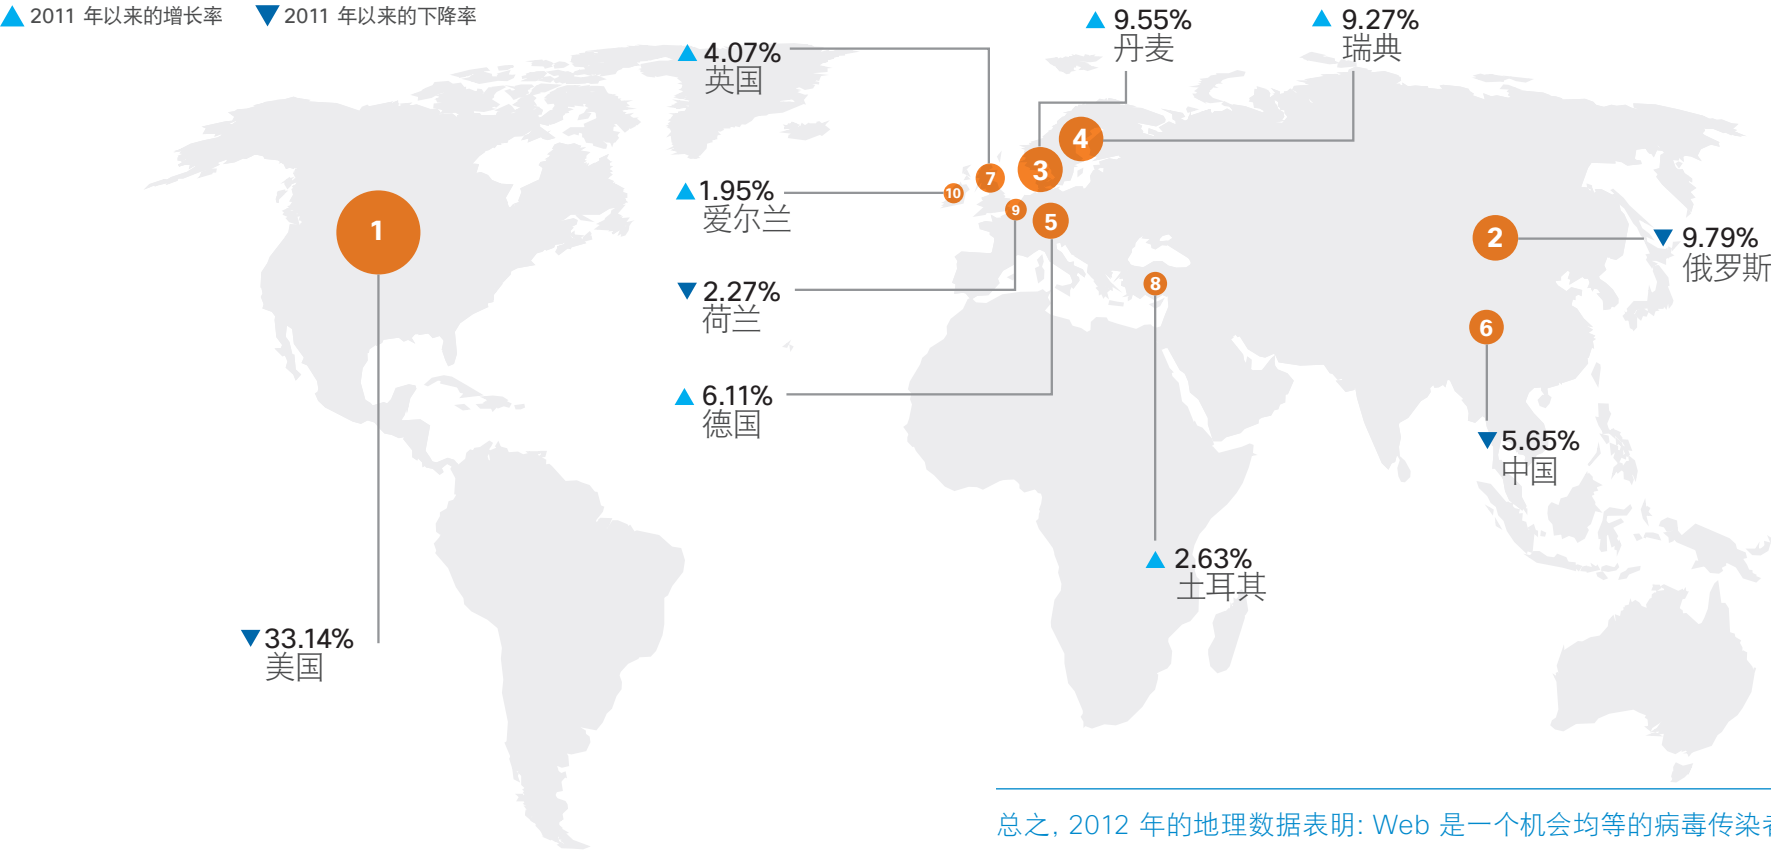 2011 年以来的增长率
2011 年以来的下降率
4.07%
英国
9.55%
丹麦
9.27%
瑞典
1.95%
爱尔兰
2.27%
荷兰
6.11%
德国
9.79%
俄罗斯
5.65%
中国
2.63%
土耳其
33.14%
美国
1
2
3
4
5
6
7
8
9
10
总之, 2012 年的地理数据表明: Web 是一个机会均等的病毒传染者